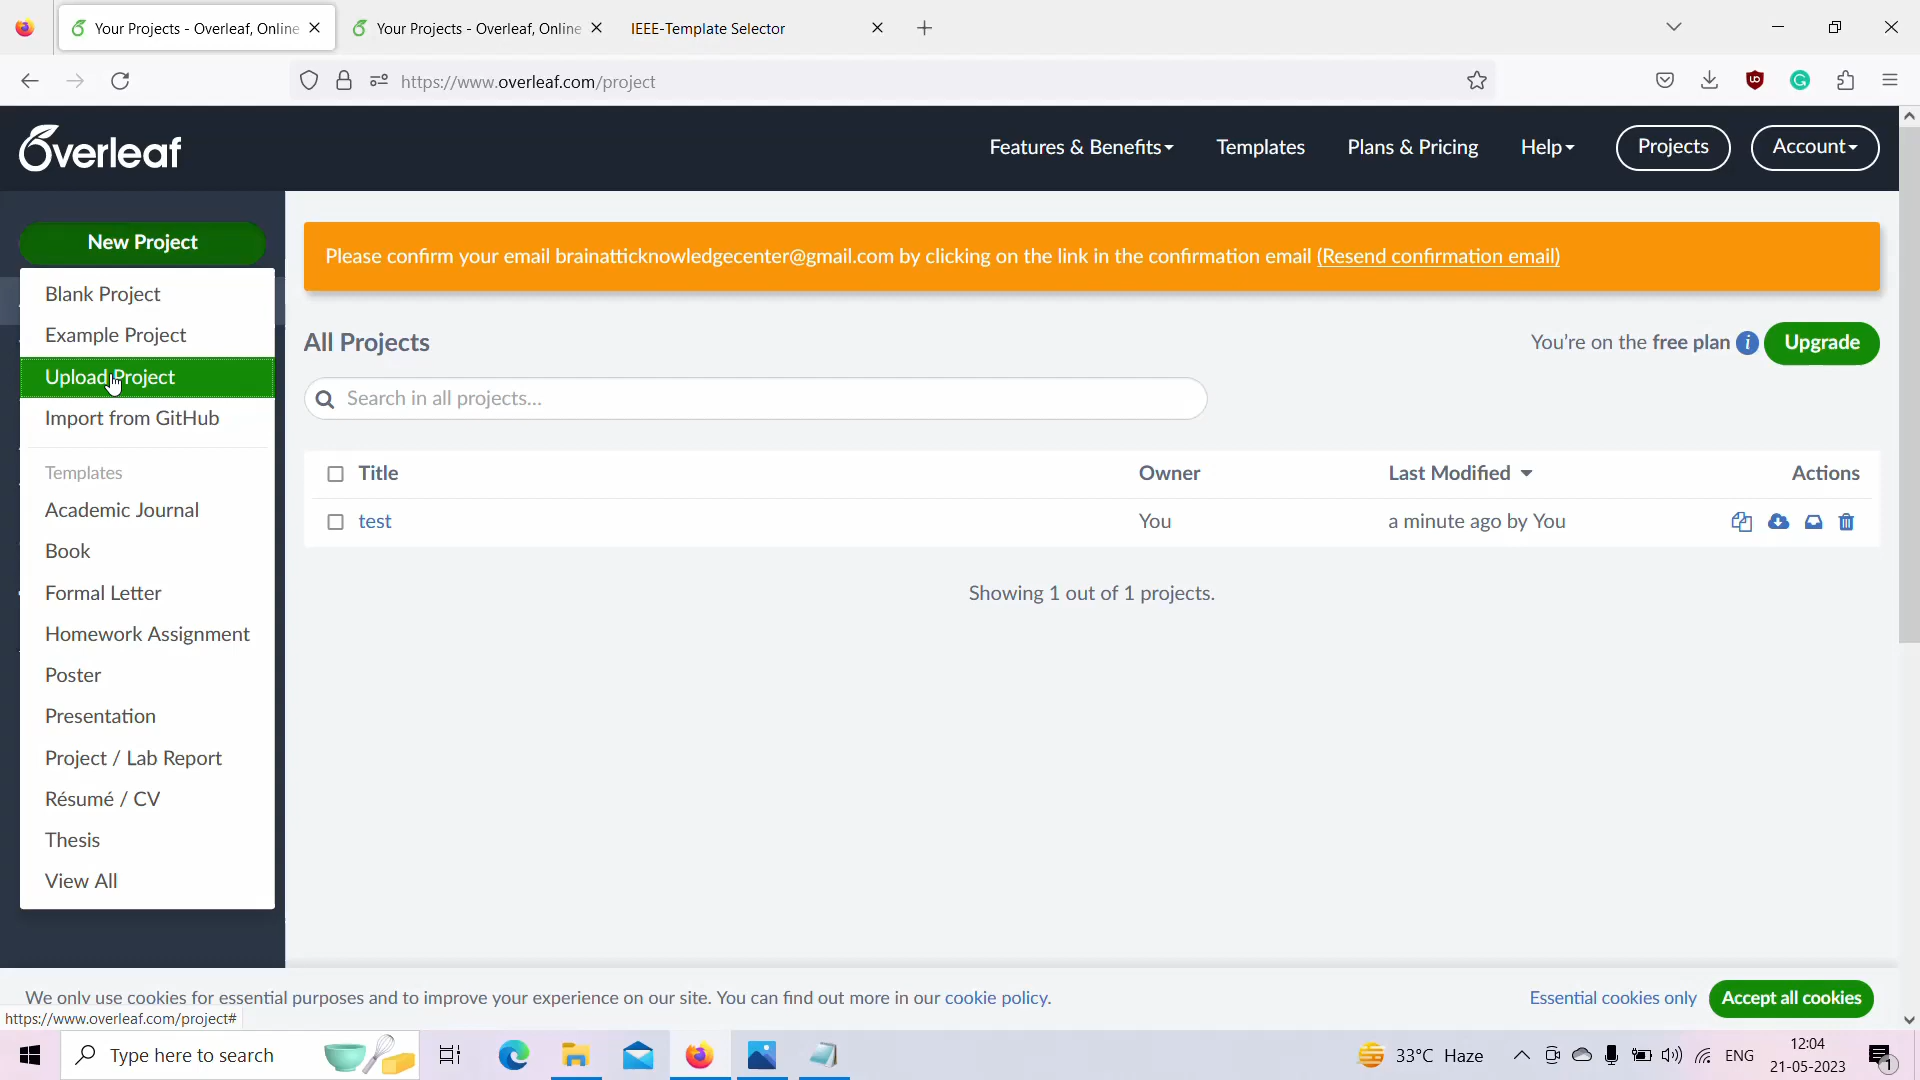 Your Projects - Overleaf, Online
Your Projects - Overleaf, Online
IEEE-Template Selector
https://www.overleaf.com/project
Overleaf
Features & Benefits
Templates
Plans & Pricing
Help
Projects
Account
New Project
Blank Project
Example Project
Upload Project
Import from GitHub
Templates
Academic Journal
Book
Formal Letter
Homework Assignment
Poster
Presentation
Project / Lab Report
Résumé / CV
Thesis
View All
Please confirm your email brainatticknowledgecenter@gmail.com by clicking on the link in the confirmation email (Resend confirmation email)
All Projects
You're on the free plan i
Upgrade
Search in all projects...
Title Owner Last Modified Actions
test You a minute ago by You
Showing 1 out of 1 projects.
We only use cookies for essential purposes and to improve your experience on our site. You can find out more in our cookie policy.
Essential cookies only
Accept all cookies
https://www.overleaf.com/project#
Type here to search
33°C Haze
ENG
12:04
21-05-2023
1